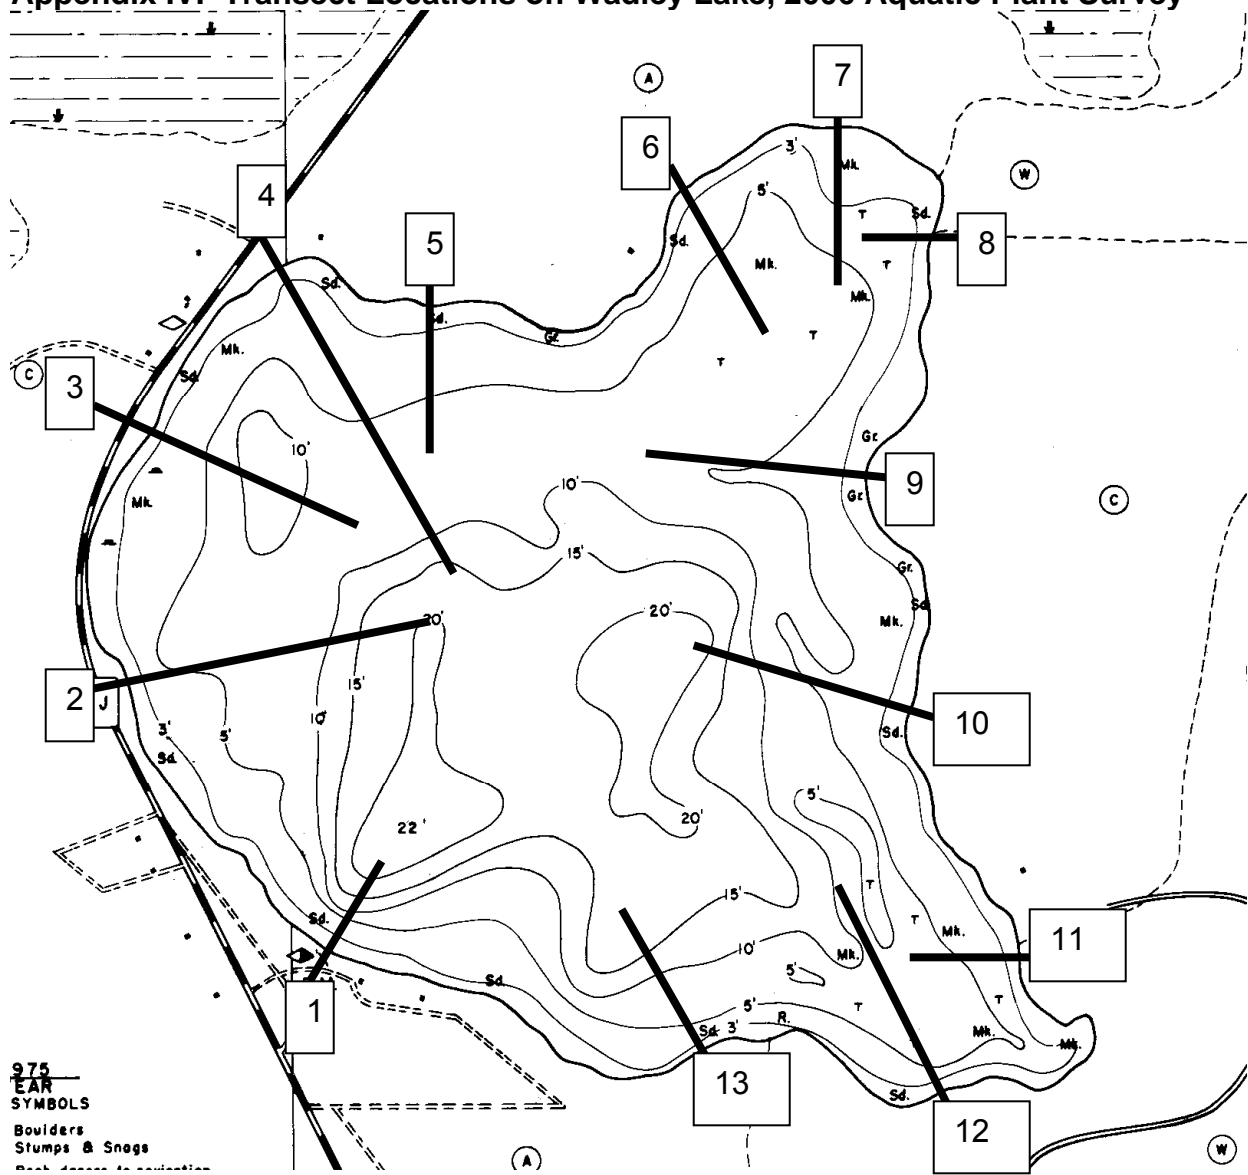 Appendix IV. Transect Locations on Wadley Lake, 2006 Aquatic Plant Survey
7
A
6
3' Mk.
W
4
5'
T Sd.
5
Sd.
8
Mk. T
Sd.
Mk.
Sd. Gr.
T
Mk.
T
C
Sd.
3
Gr.
10'
9
10' Gr.
C
Mk.
15'
Gr.
20' 20' Sd.
Mk.
2
15'
J
10' 10
3' 5' Sd.
Sd.
5'
22' 20'
T
15'
Sd. T
Mk. 11
10' Mk.
5'
Sd.
T
1
5' T
R.
Sd. 3' Mk.
Mk.
975
EAR
13
Sd.
SYMBOLS
12
Boulders
Stumps & Snags
A W